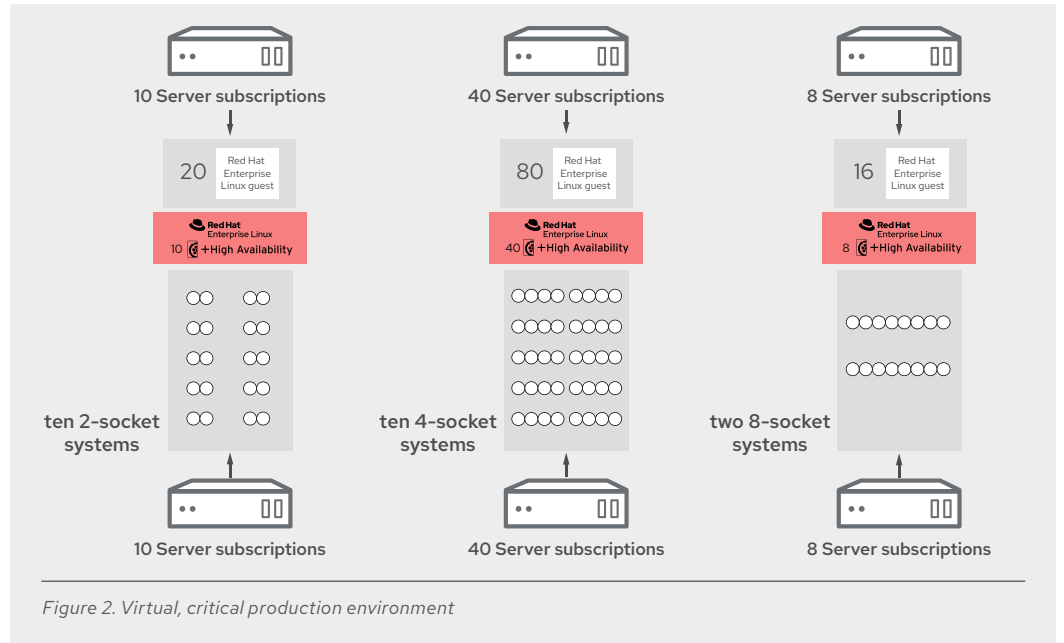 10 Server subscriptions
40 Server subscriptions
8 Server subscriptions
20
Red Hat
Enterprise
Linux guest
80
Red Hat
Enterprise
Linux guest
16
Red Hat
Enterprise
Linux guest
Red Hat
Enterprise Linux
10 +High Availability
Red Hat
Enterprise Linux
40 +High Availability
Red Hat
Enterprise Linux
8 +High Availability
ten 2-socket
systems
ten 4-socket
systems
two 8-socket
systems
10 Server subscriptions
40 Server subscriptions
8 Server subscriptions
Figure 2. Virtual, critical production environment